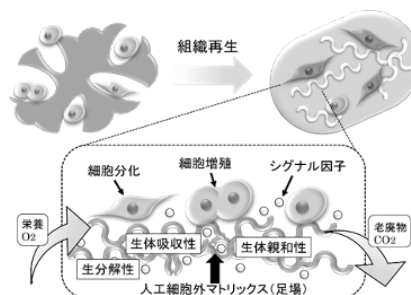 組織再生
細胞分化
細胞増殖
シグナル因子
栄養
O2
生体吸収性
生体親和性
生分解性
老廃物
CO2
人工細胞外マトリックス(足場)